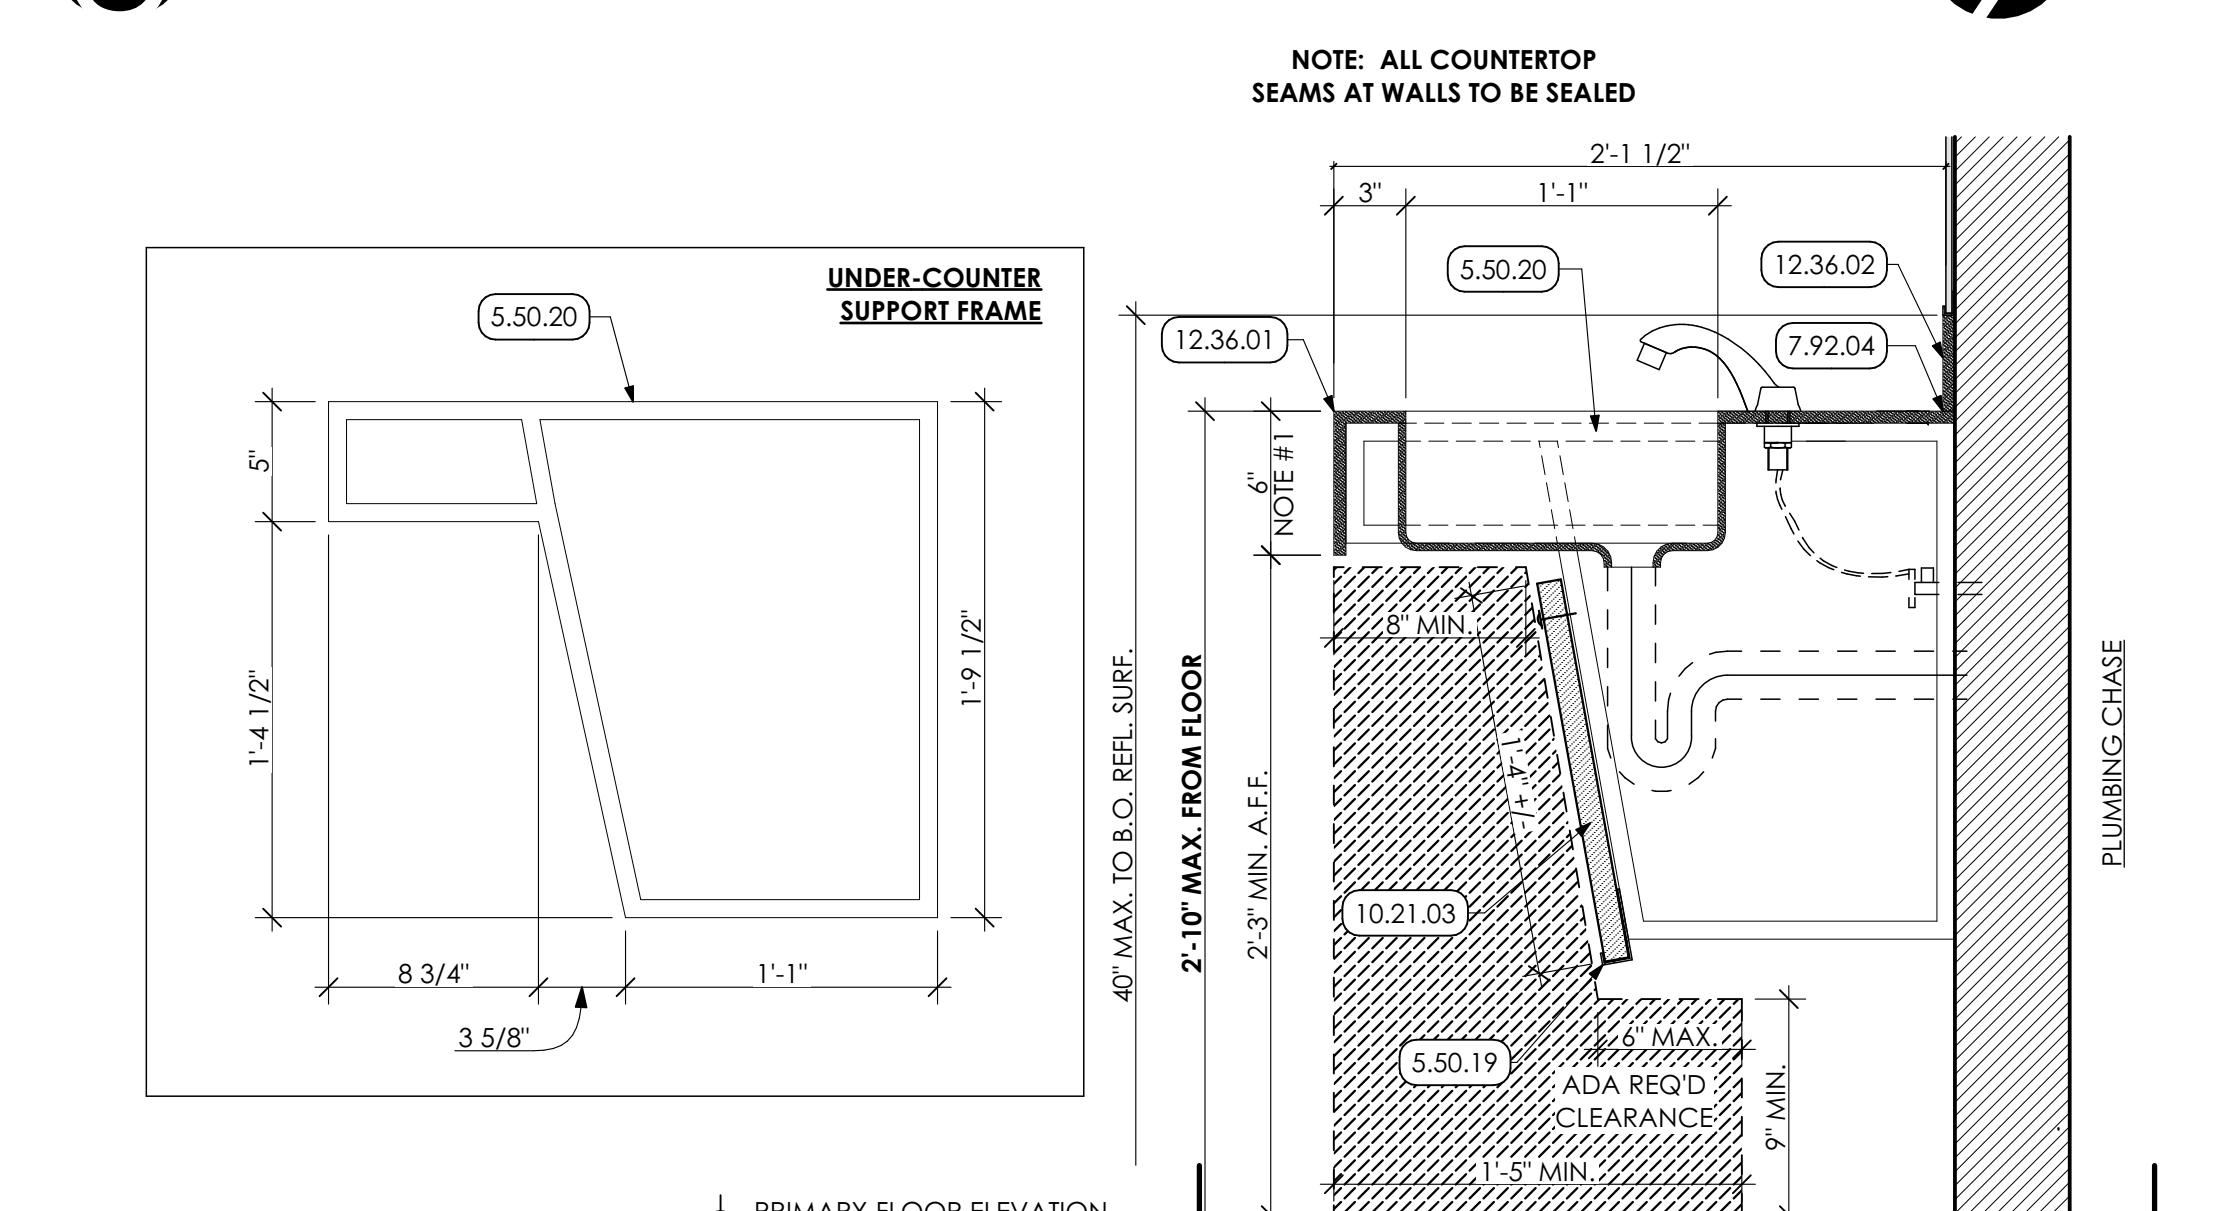 NOTE: ALL COUNTERTOP
SEAMS AT WALLS TO BE SEALED
2'-1 1/2"
3"
1'-1"
UNDER-COUNTER
SUPPORT FRAME
5.50.20
5"
1'-4 1/2"
1'-9 1/2"
8 3/4"
1'-1"
3 5/8"
5.50.20
12.36.02
12.36.01
7.92.04
6"
NOTE #1
40" MAX. TO B.O. REFL. SURF.
2'-10" MAX. FROM FLOOR
2'-3" MIN. A.F.F.
8" MIN.
1'-4" +/-
10.21.03
5.50.19
6" MAX.
ADA REQ'D
CLEARANCE
9" MIN.
1'-5" MIN.
PLUMBING CHASE
PRIMARY FLOOR ELEVATION